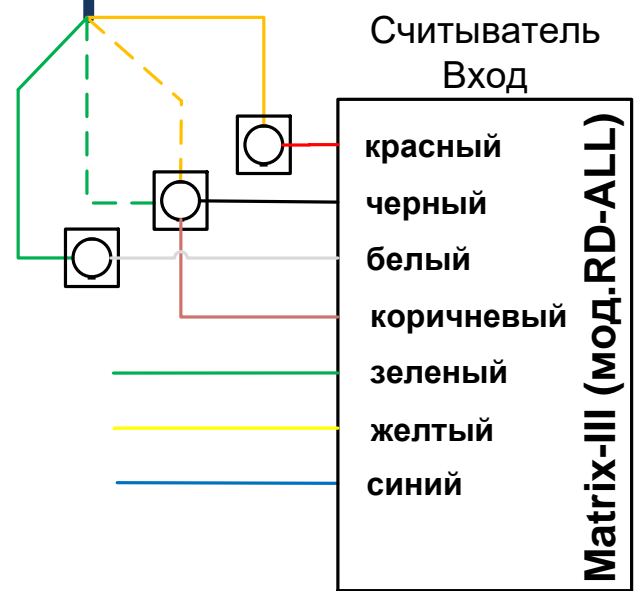 Считыватель
Вход
красный
черный
белый
коричневый
зеленый
желтый
синий
Matrix-III (мод.RD-ALL)